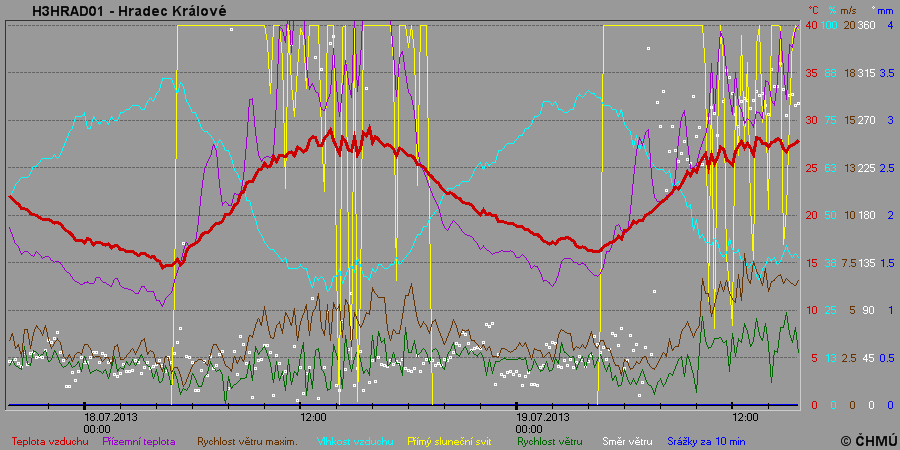 H3HRAD01 - Hradec Králové
°C % m/s ° mm
40 100 20 360 4
35 88 18 315 3.5
30 75 15 270 3
25 63 13 225 2.5
20 50 10 180 2
15 38 7.5 135 1.5
10 25 5 90 1
5 13 2.5 45 0.5
0 0 0 0 0
18.07.2013 12:00 19.07.2013 12:00
00:00 00:00
Teplota vzduchu Přízemní teplota Rychlost větru maxim. Vlhkost vzduchu Přímý sluneční svit Rychlost větru Směr větru Srážky za 10 min
© ČHMÚ